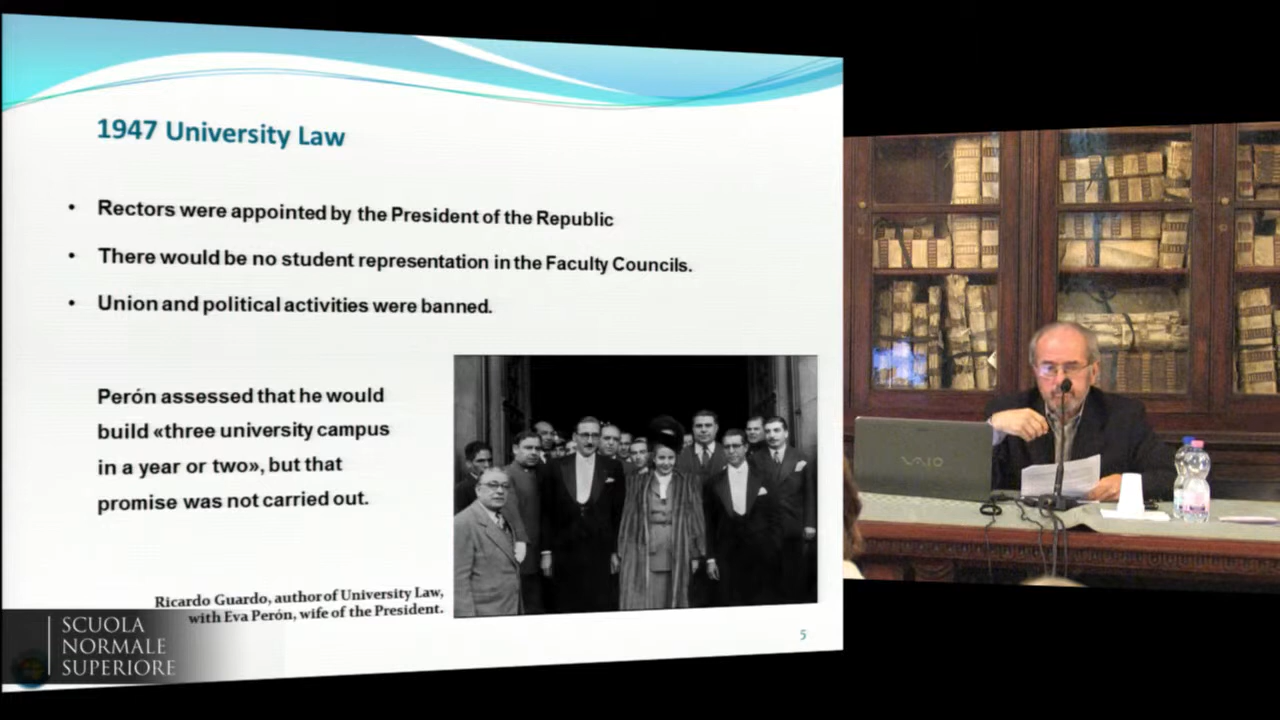 1947 University Law
• Rectors were appointed by the President of the Republic
• There would be no student representation in the Faculty Councils.
• Union and political activities were banned.
Perón assessed that he would
build «three university campus
in a year or two», but that
promise was not carried out.
Ricardo Guardo, author of University Law,
with Eva Perón, wife of the President.
5
SCUOLA
NORMALE
SUPERIORE
VAIO